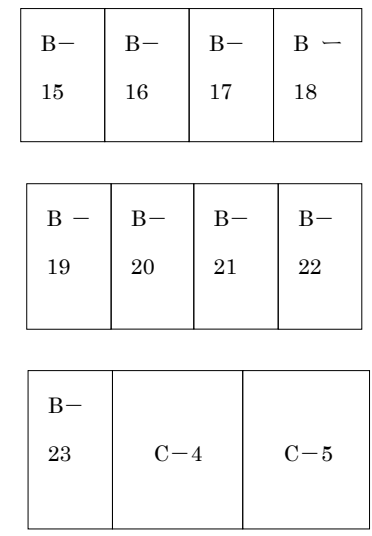 B− B− B− B ー
15 16 17 18
B − B− B− B−
19 20 21 22
B−
23 C−4 C−5